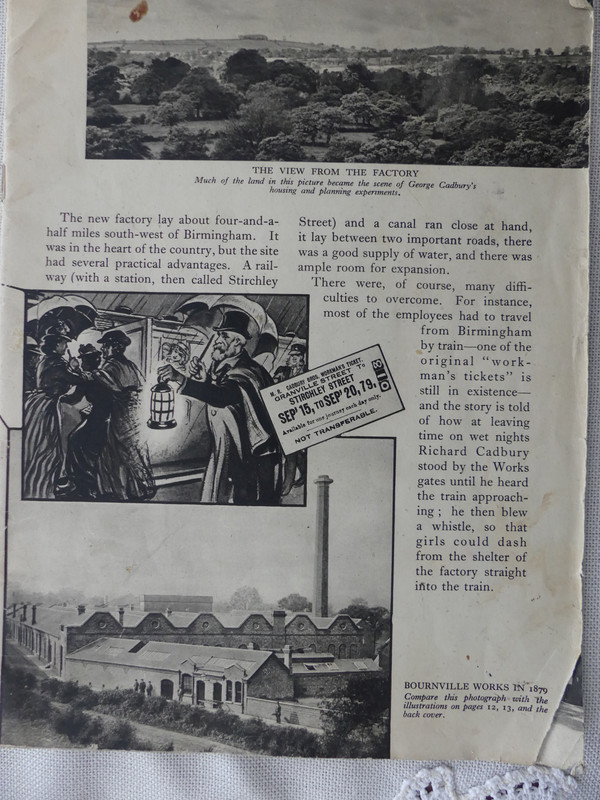 THE VIEW FROM THE FACTORY
Much of the land in this picture became the scene of George Cadbury's
housing and planning experiments.
The new factory lay about four-and-a-
half miles south-west of Birmingham. It
was in the heart of the country, but the site
had several practical advantages. A rail-
way (with a station, then called Stirchley
Street) and a canal ran close at hand,
it lay between two important roads, there
was a good supply of water, and there was
ample room for expansion.
There were, of course, many diffi-
culties to overcome. For instance,
most of the employees had to travel
from Birmingham
by train—one of the
original "work-
man's tickets" is
still in existence—
and the story is told
of how at leaving
time on wet nights
Richard Cadbury
stood by the Works
gates until he heard
the train approach-
ing; he then blew
a whistle, so that
girls could dash
from the shelter of
the factory straight
into the train.
M. R. CADBURY BROS. WORKMAN'S TICKET.
GRANVILLE STREET TO
STIRCHLEY STREET
SEP' 15, TO SEP' 20, 79.
Available for one journey each day only.
NOT TRANSFERABLE.
BOURNVILLE WORKS IN 1879
Compare this photograph with the
illustrations on pages 12, 13, and the
back cover.